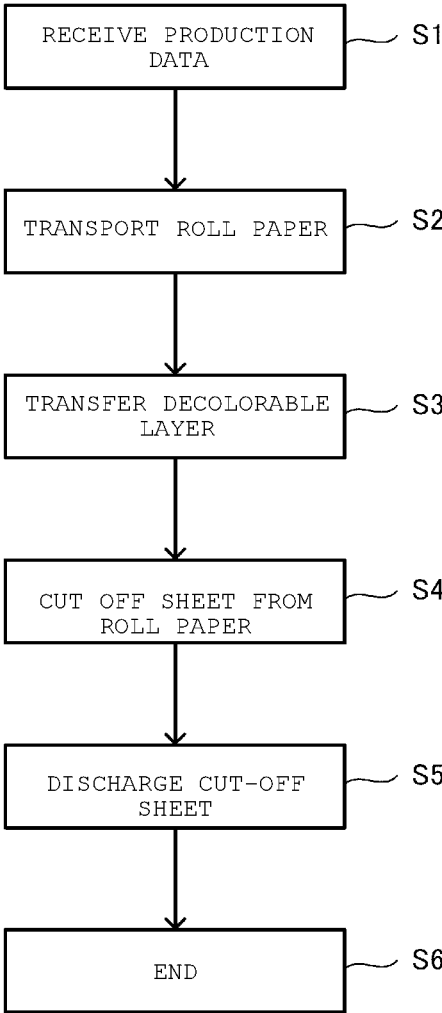 RECEIVE PRODUCTION
DATA
S1
TRANSPORT ROLL PAPER
S2
TRANSFER DECOLORABLE
LAYER
S3
CUT OFF SHEET FROM
ROLL PAPER
S4
DISCHARGE CUT-OFF
SHEET
S5
END
S6